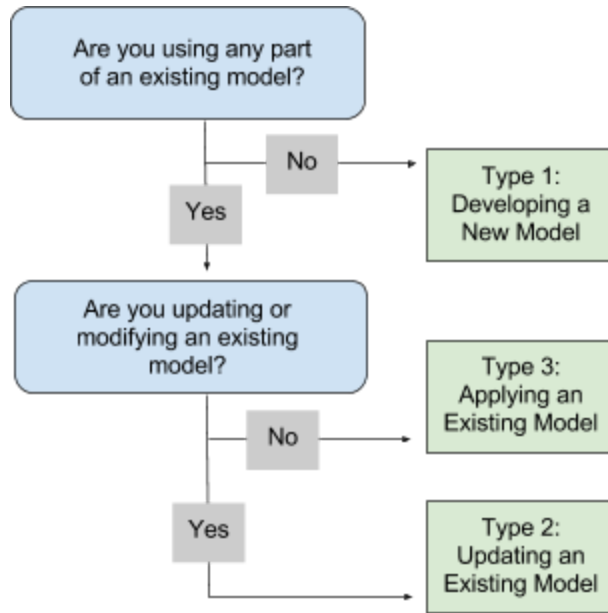 Are you using any part
of an existing model?
No
Type 1:
Developing a
New Model
Yes
Are you updating or
modifying an existing
model?
Type 3:
Applying an
Existing Model
No
Yes
Type 2:
Updating an
Existing Model